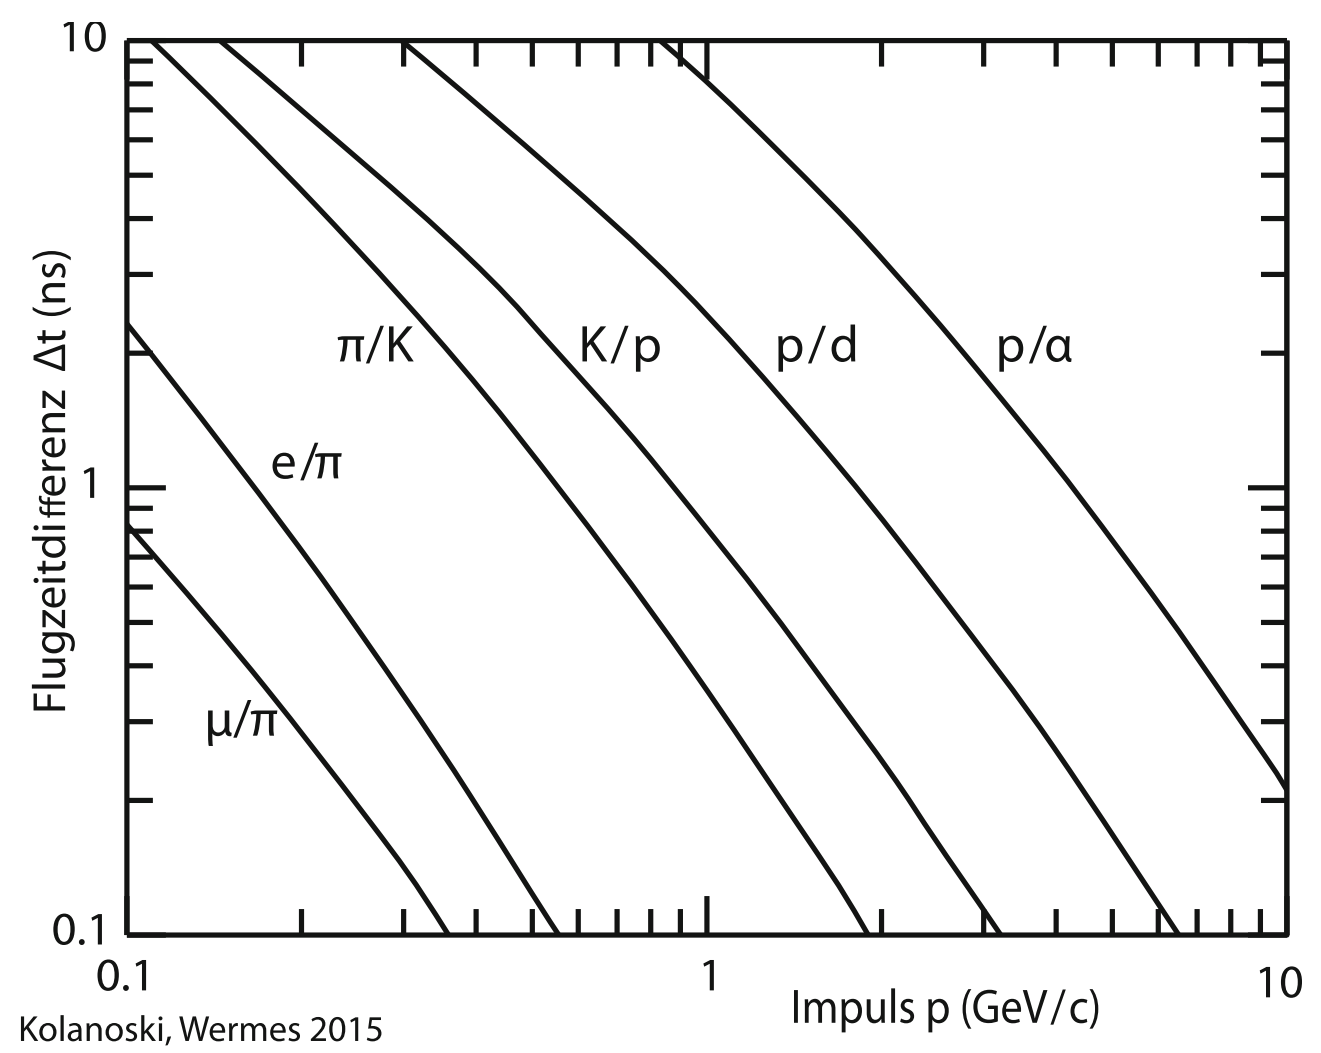 10
Flugzeitdifferenz Δt (ns)
π/K
K/p
p/d
p/α
e/π
1
μ/π
0.1
0.1
1
10
Impuls p (GeV/c)
Kolanoski, Wermes 2015